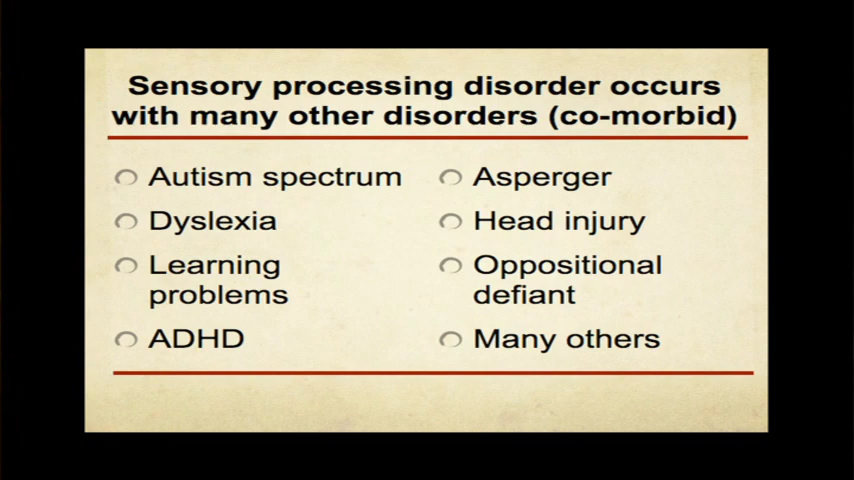 Sensory processing disorder occurs
with many other disorders (co-morbid)
Autism spectrum
Dyslexia
Learning
problems
ADHD
Asperger
Head injury
Oppositional
defiant
Many others